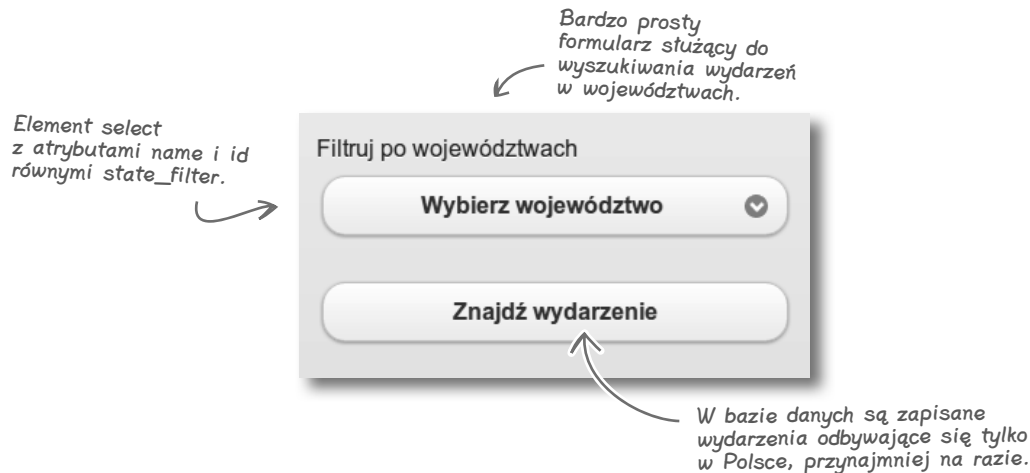 Bardzo prosty
formularz służący do
wyszukiwania wydarzeń
w województwach.
Element select
z atrybutami name i id
równymi state_filter.
Filtruj po województwach
Wybierz województwo
Znajdź wydarzenie
W bazie danych są zapisane
wydarzenia odbywające się tylko
w Polsce, przynajmniej na razie.